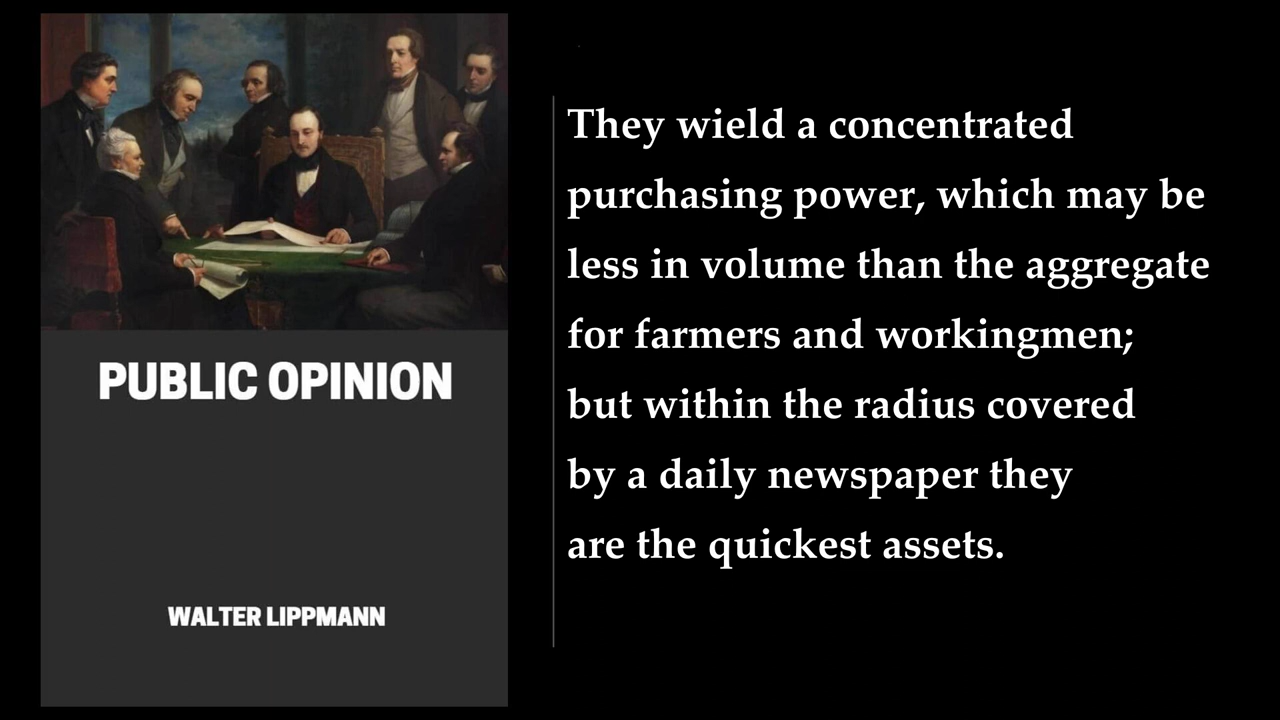 PUBLIC OPINION
WALTER LIPPMANN
They wield a concentrated
purchasing power, which may be
less in volume than the aggregate
for farmers and workingmen;
but within the radius covered
by a daily newspaper they
are the quickest assets.